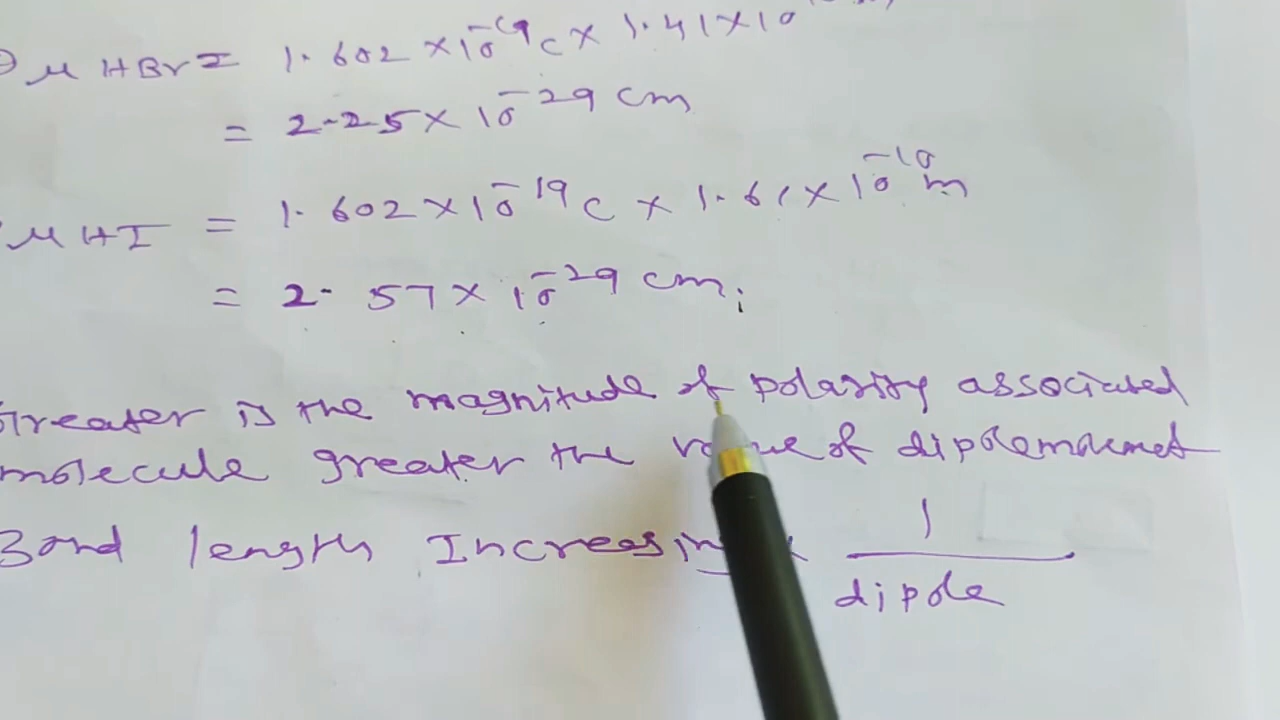 μ HBr = 1.602 × 10⁻¹⁹ c × 1.41 × 10
= 2.25 × 10⁻²⁹ cm
μ HI = 1.602 × 10⁻¹⁹ c × 1.61 × 10⁻¹⁰ m
= 2.57 × 10⁻²⁹ cm;
Greater is the magnitude of polarity associated
molecule greater the value of dipolemoment
Bond length Increasing ∝ 1 / dipole